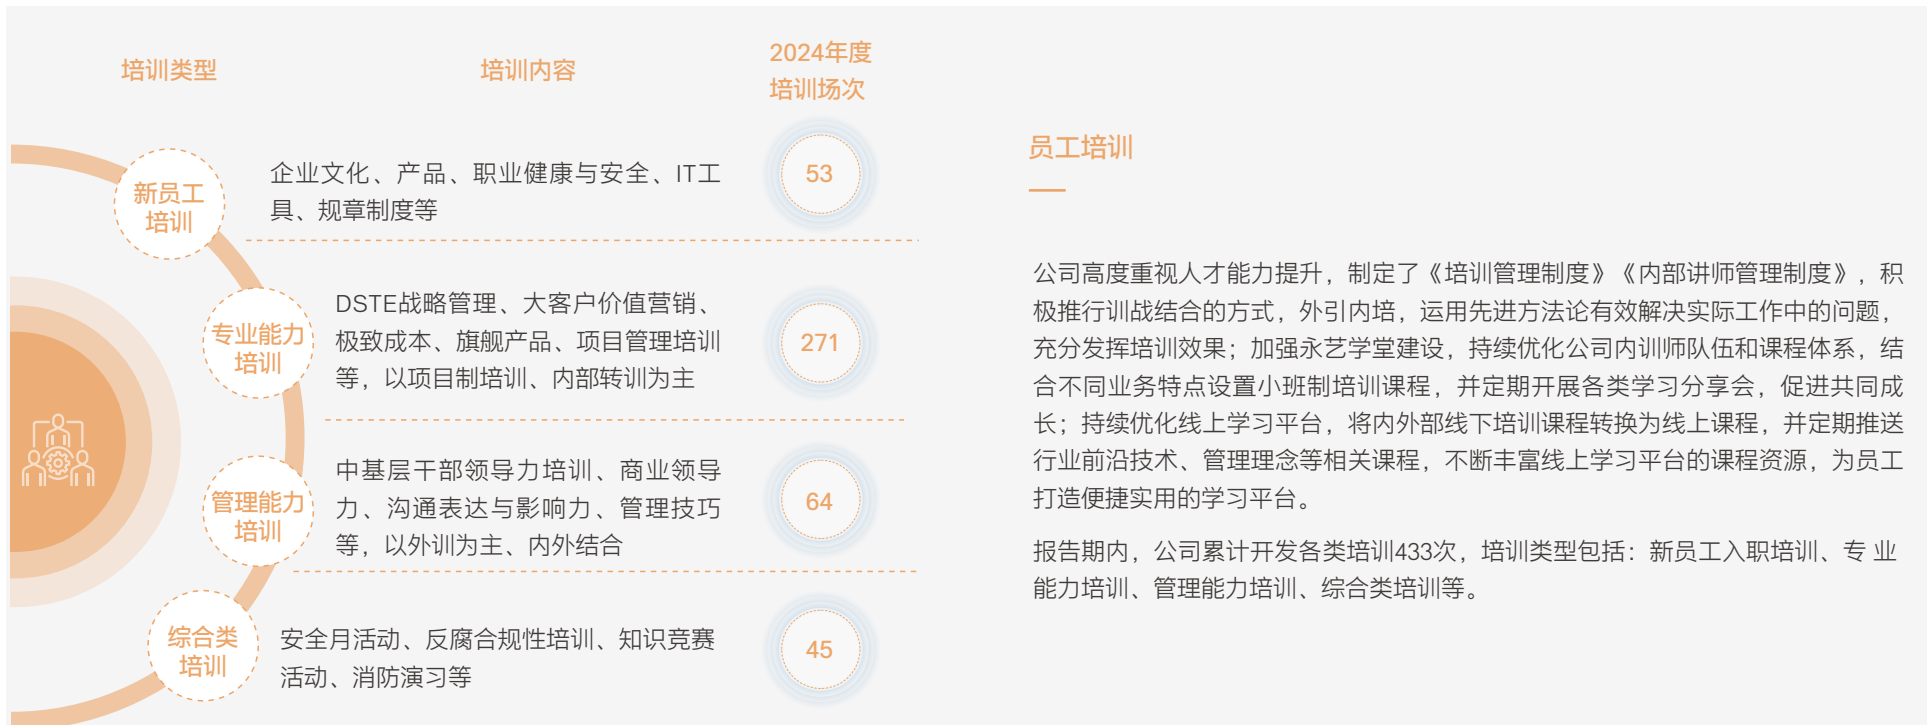 培训类型
培训内容
2024年度
培训场次
新员工
培训
企业文化、产品、职业健康与安全、IT工
具、规章制度等
53
专业能力
培训
DSTE战略管理、大客户价值营销、
极致成本、旗舰产品、项目管理培训
等，以项目制培训、内部转训为主
271
管理能力
培训
中基层干部领导力培训、商业领导
力、沟通表达与影响力、管理技巧
等，以外训为主、内外结合
64
综合类
培训
安全月活动、反腐合规性培训、知识竞赛
活动、消防演习等
45
员工培训
公司高度重视人才能力提升，制定了《培训管理制度》《内部讲师管理制度》，积
极推行训战结合的方式，外引内培，运用先进方法论有效解决实际工作中的问题，
充分发挥培训效果；加强永艺学堂建设，持续优化公司内训师队伍和课程体系，结
合不同业务特点设置小班制培训课程，并定期开展各类学习分享会，促进共同成
长；持续优化线上学习平台，将内外部线下培训课程转换为线上课程，并定期推送
行业前沿技术、管理理念等相关课程，不断丰富线上学习平台的课程资源，为员工
打造便捷实用的学习平台。
报告期内，公司累计开发各类培训433次，培训类型包括：新员工入职培训、专 业
能力培训、管理能力培训、综合类培训等。